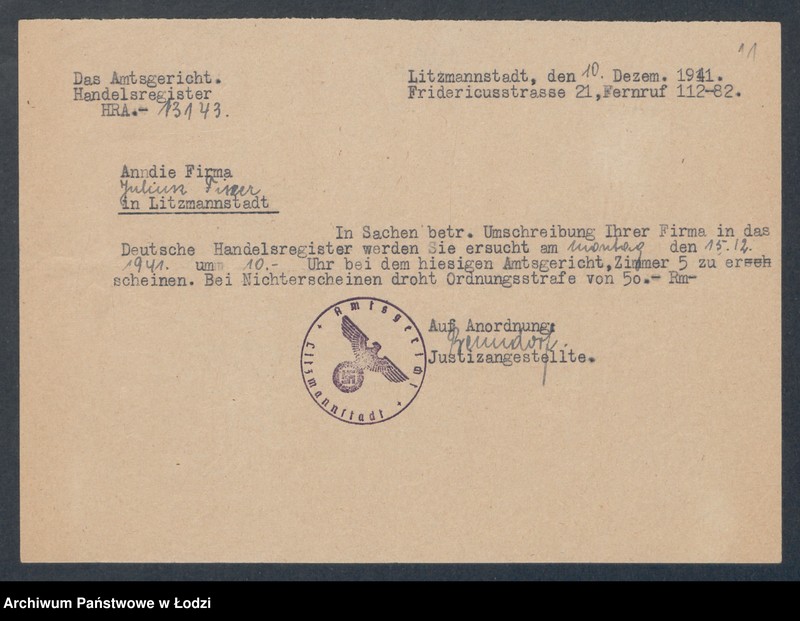 11
Das Amtsgericht.
Handelsregister
HRA.- 13143.
Litzmannstadt, den 10. Dezem. 1941.
Fridericusstrasse 21,Fernruf 112-82.
Anndie Firma
Juliusz
in Litzmannstadt
In Sachen betr. Umschreibung Ihrer Firma in das
Deutsche Handelsregister werden Sie ersucht am Montag den 15.12.
1941. umm 10.- Uhr bei dem hiesigen Amtsgericht,Zimmer 5 zu ersch
scheinen. Bei Nichterscheinen droht Ordnungsstrafe von 5o.- Rm-
Auf Anordnung:
Justizangestellte.
Amtsgericht
Litzmannstadt
Archiwum Państwowe w Łodzi